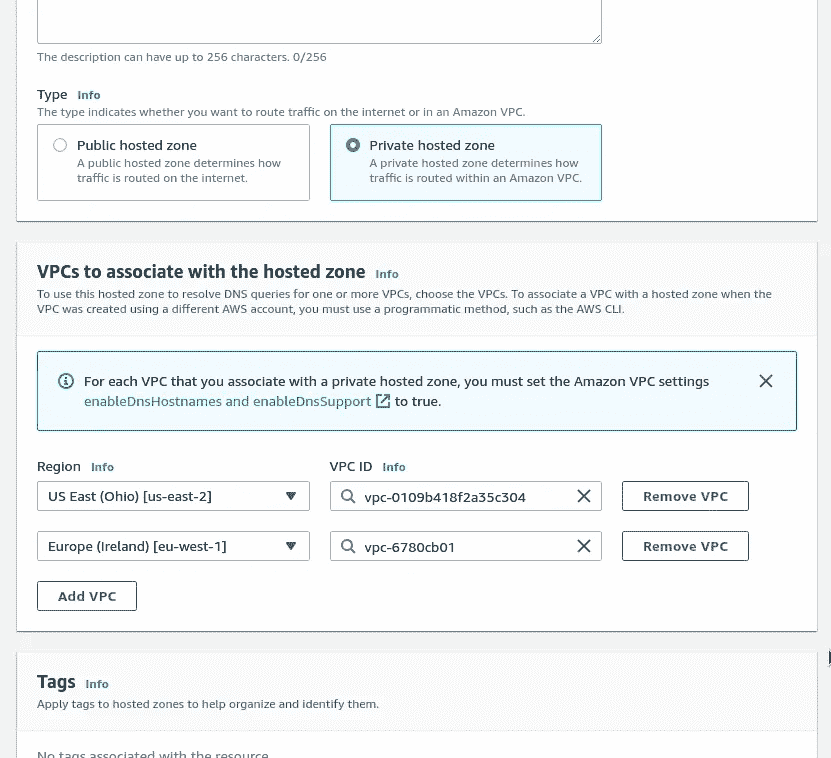 The description can have up to 256 characters. 0/256
Type Info
The type indicates whether you want to route traffic on the internet or in an Amazon VPC.
Public hosted zone
A public hosted zone determines how
traffic is routed on the internet.
Private hosted zone
A private hosted zone determines how
traffic is routed within an Amazon VPC.
VPCs to associate with the hosted zone Info
To use this hosted zone to resolve DNS queries for one or more VPCs, choose the VPCs. To associate a VPC with a hosted zone when the
VPC was created using a different AWS account, you must use a programmatic method, such as the AWS CLI.
For each VPC that you associate with a private hosted zone, you must set the Amazon VPC settings
enableDnsHostnames and enableDnsSupport to true.
Region Info
VPC ID Info
US East (Ohio) [us-east-2]
vpc-0109b418f2a35c304
Remove VPC
Europe (Ireland) [eu-west-1]
vpc-6780cb01
Remove VPC
Add VPC
Tags Info
Apply tags to hosted zones to help organize and identify them.
No tags associated with the resource